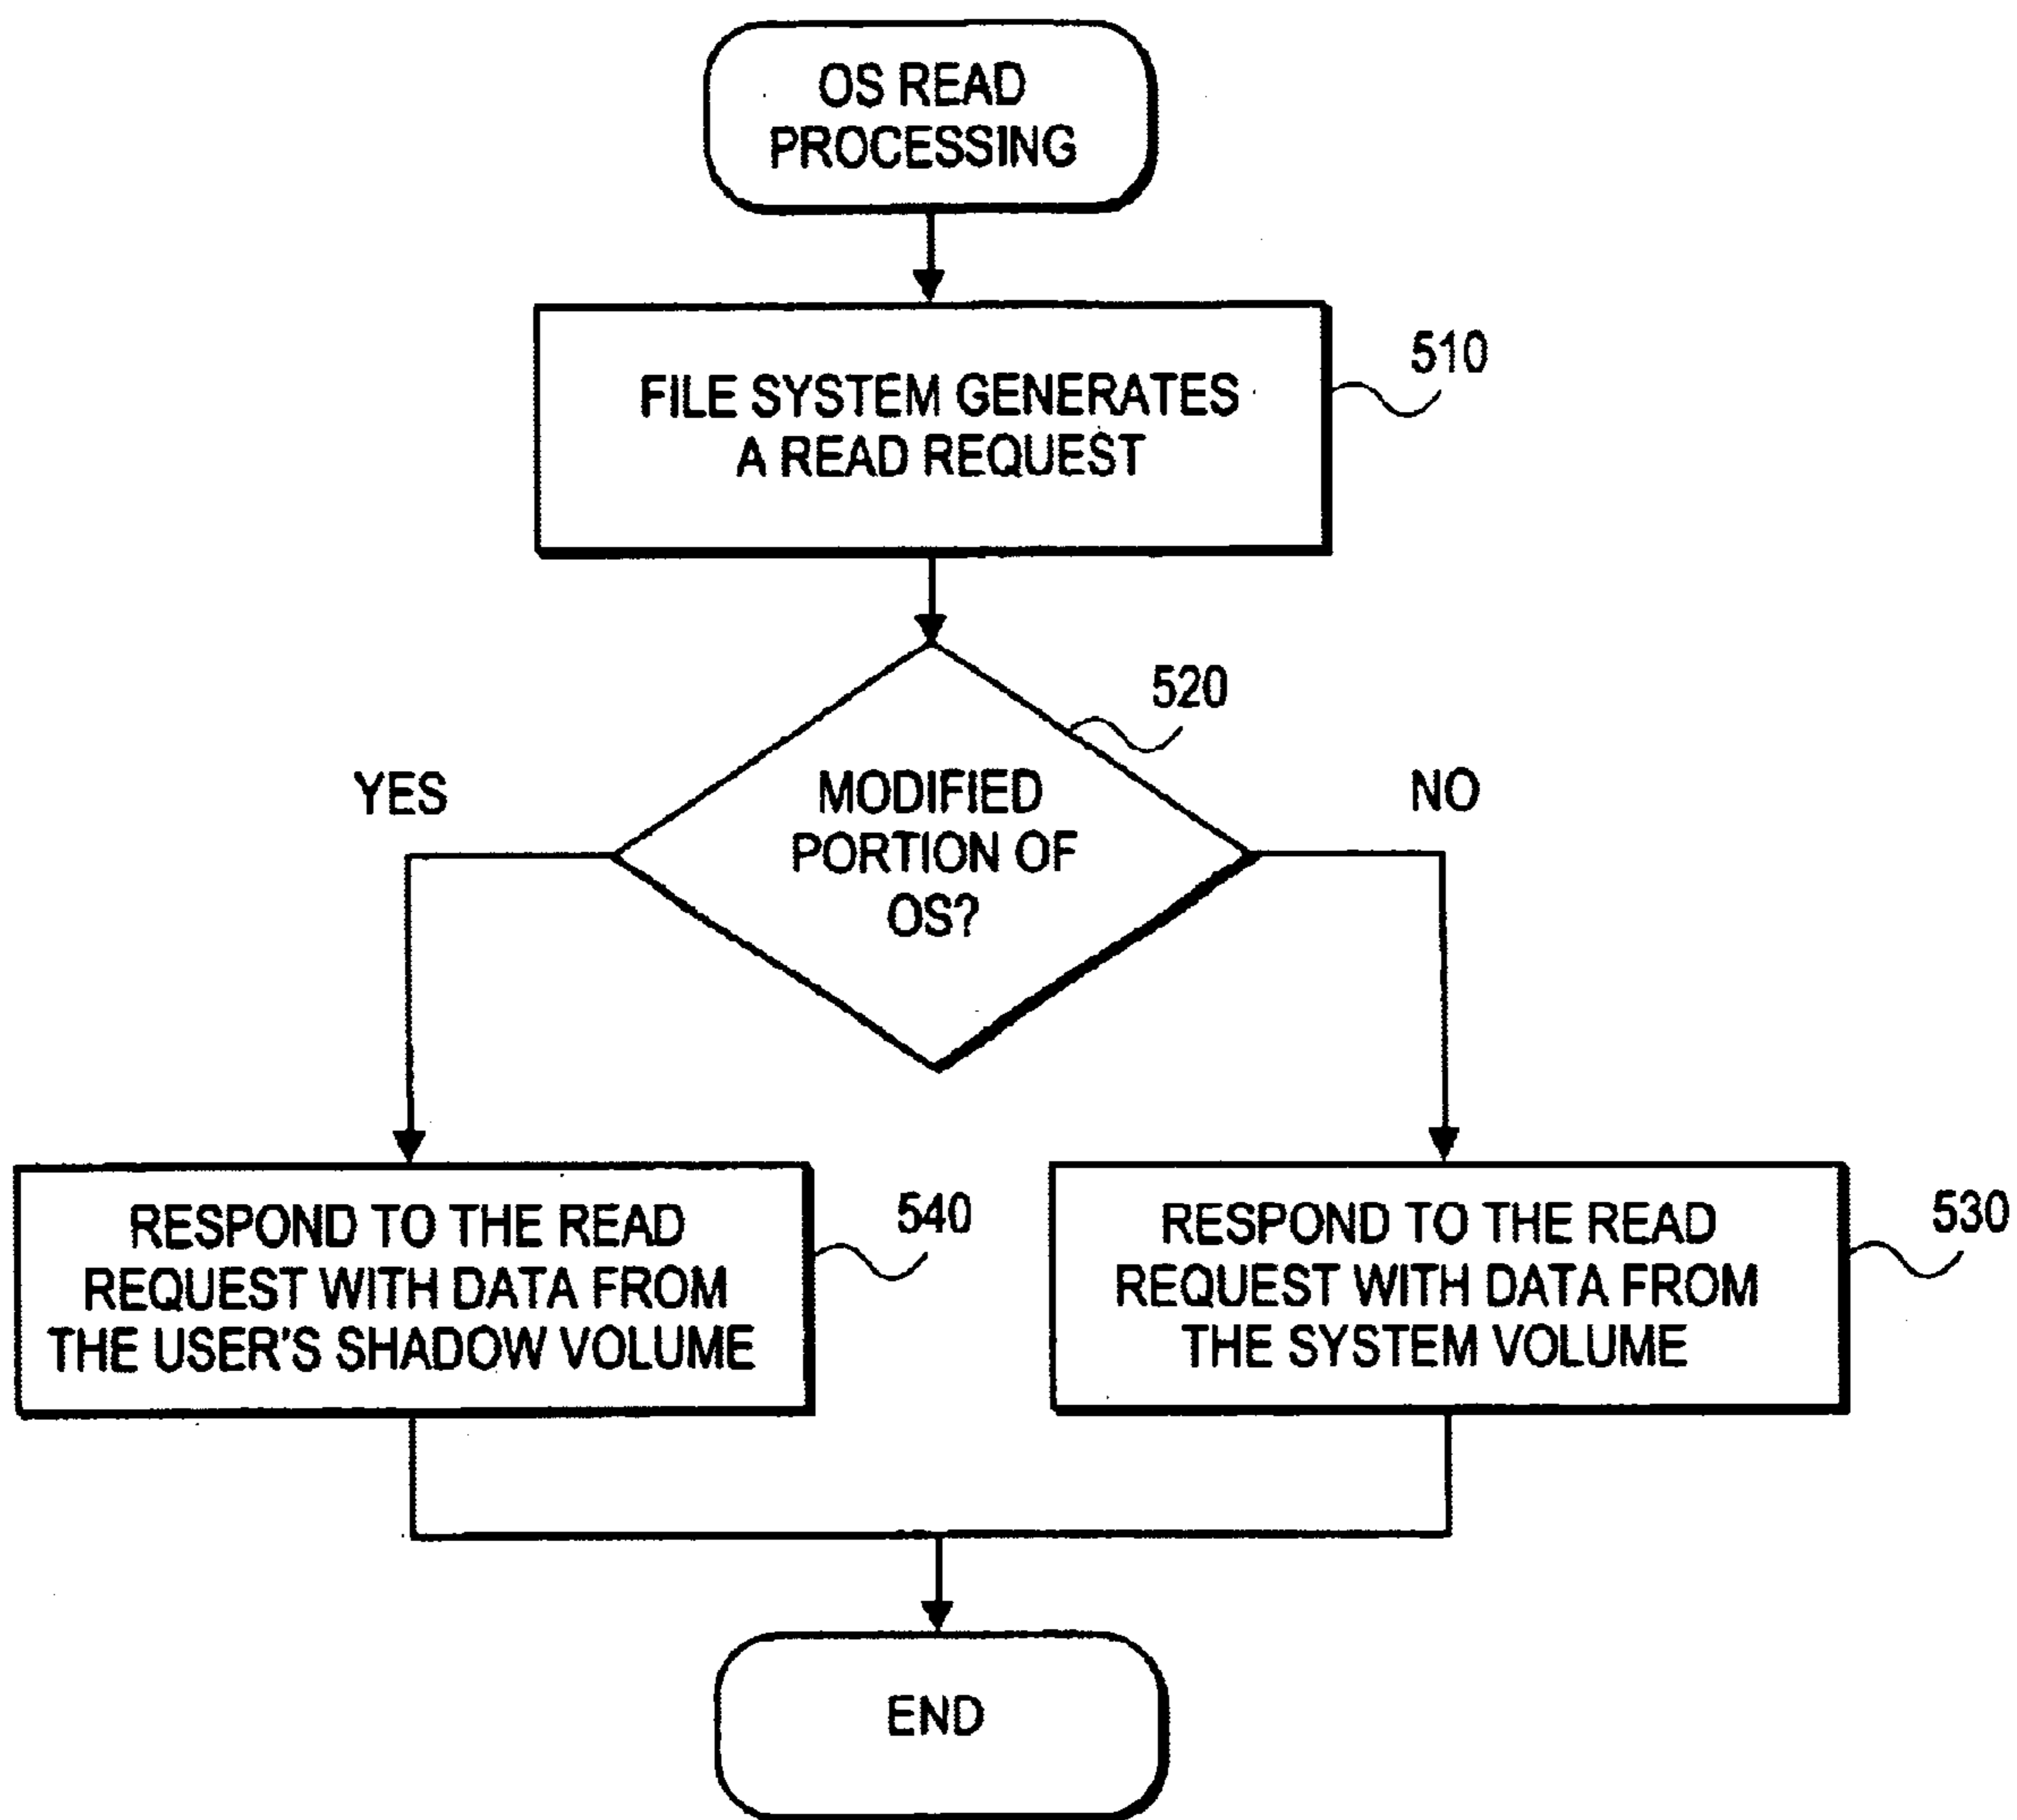 OS READ
PROCESSING
FILE SYSTEM GENERATES
A READ REQUEST
510
520
MODIFIED
PORTION OF
OS?
YES
NO
RESPOND TO THE READ
REQUEST WITH DATA FROM
THE USER'S SHADOW VOLUME
540
RESPOND TO THE READ
REQUEST WITH DATA FROM
THE SYSTEM VOLUME
530
END